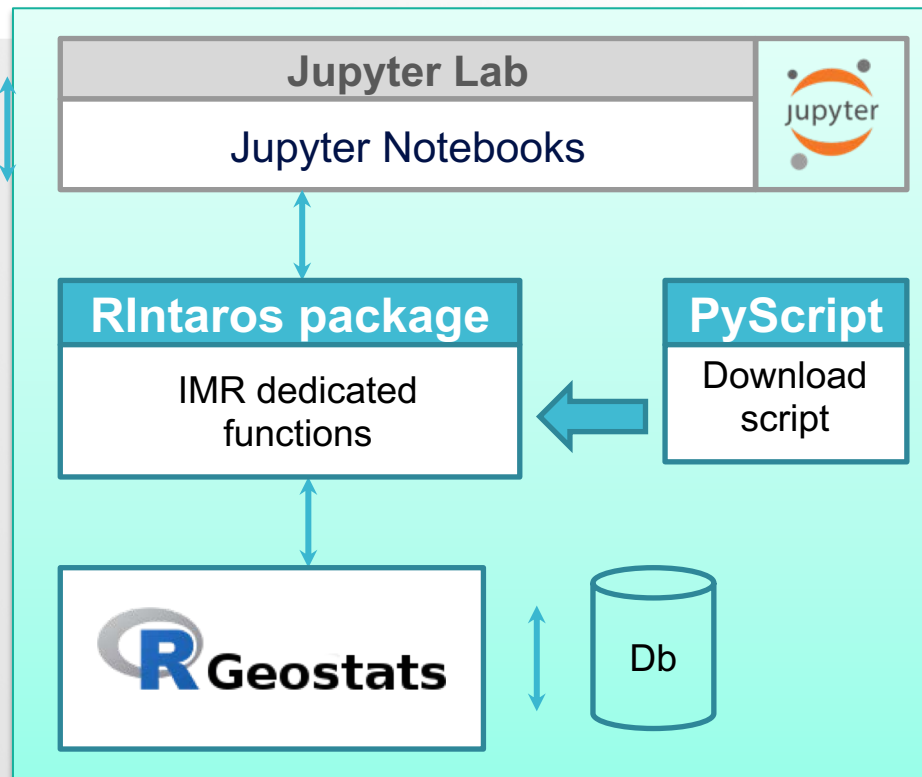 Jupyter Lab
Jupyter Notebooks
jupyter
RIntaros package
IMR dedicated
functions
PyScript
Download
script
R Geostats
Db